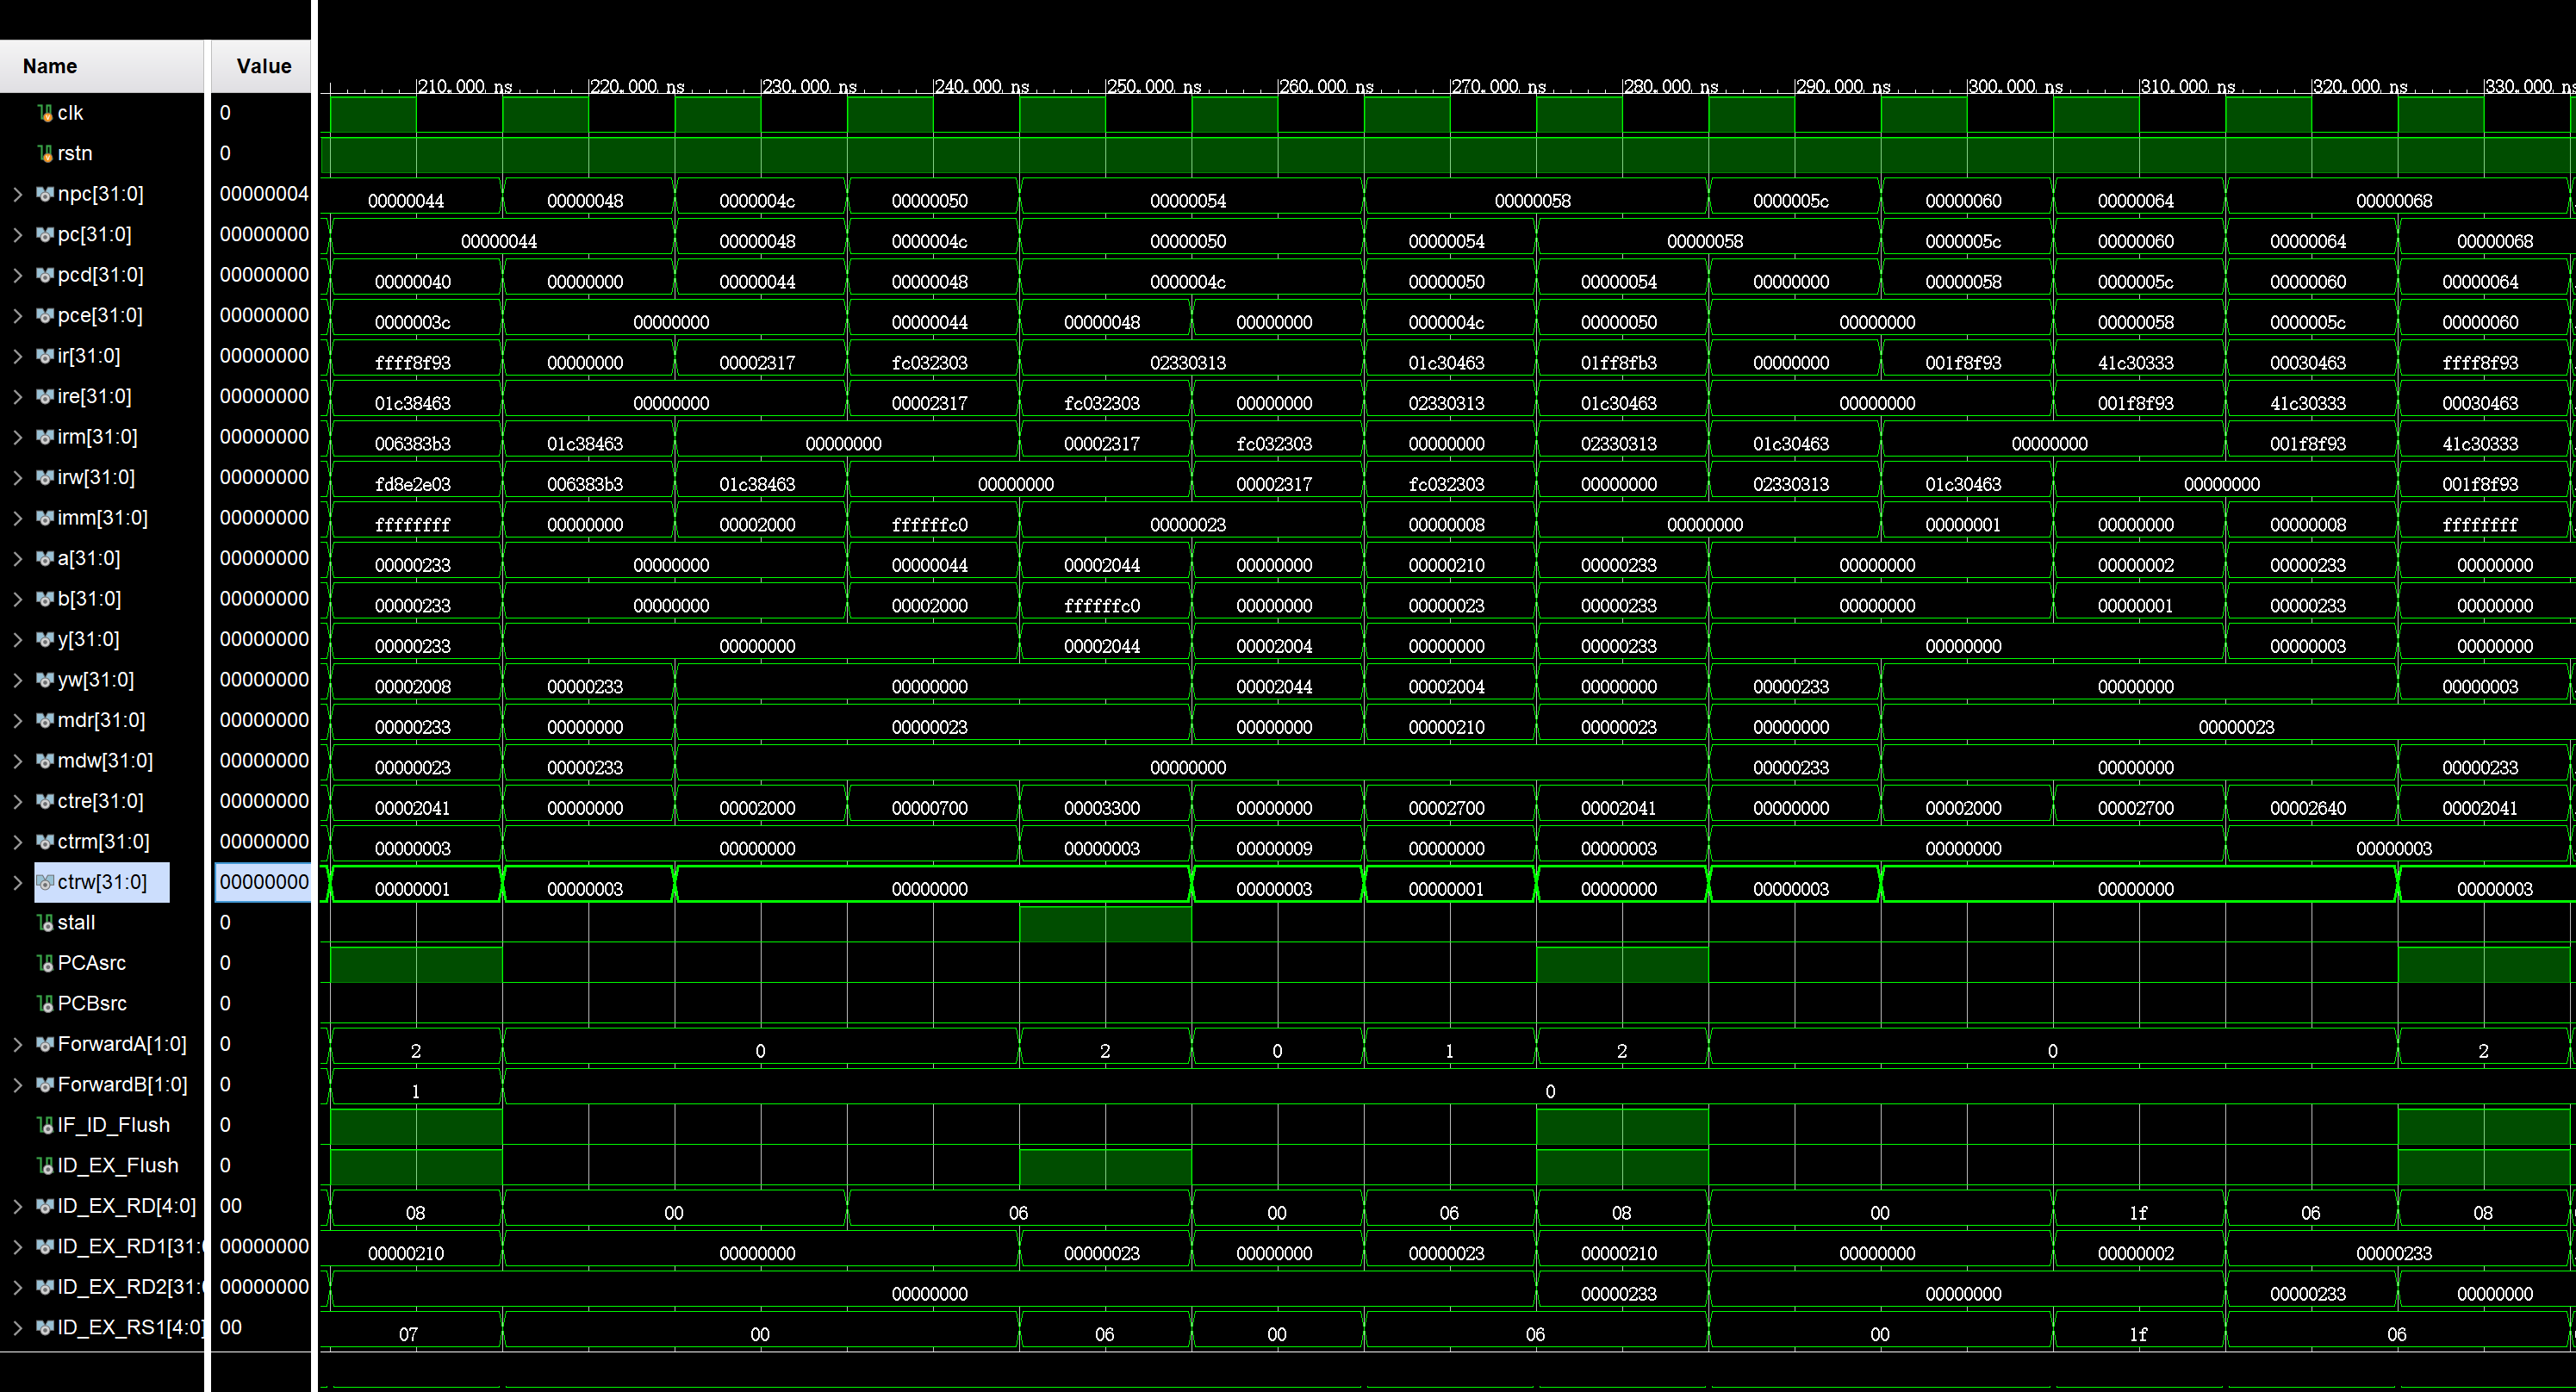 Name Value
210.000 ns 220.000 ns 230.000 ns 240.000 ns 250.000 ns 260.000 ns 270.000 ns 280.000 ns 290.000 ns 300.000 ns 310.000 ns 320.000 ns 330.000 ns
clk 0
rstn 0
npc[31:0] 00000004 00000044 00000048 0000004c 00000050 00000054 00000058 0000005c 00000060 00000064 00000068
pc[31:0] 00000000 00000044 00000048 0000004c 00000050 00000054 00000058 0000005c 00000060 00000064 00000068
pcd[31:0] 00000000 00000040 00000000 00000044 00000048 0000004c 00000050 00000054 00000000 00000058 0000005c 00000060 00000064
pce[31:0] 00000000 0000003c 00000000 00000044 00000048 00000000 0000004c 00000050 00000000 00000058 0000005c 00000060
ir[31:0] 00000000 ffff8f93 00000000 00002317 fc032303 02330313 01c30463 01ff8fb3 00000000 001f8f93 41c30333 00030463 ffff8f93
ire[31:0] 00000000 01c38463 00000000 00002317 fc032303 00000000 02330313 01c30463 00000000 001f8f93 41c30333 00030463
irm[31:0] 00000000 006383b3 01c38463 00000000 00002317 fc032303 00000000 02330313 01c30463 00000000 001f8f93 41c30333
irw[31:0] 00000000 fd8e2e03 006383b3 01c38463 00000000 00002317 fc032303 00000000 02330313 01c30463 00000000 001f8f93
imm[31:0] 00000000 ffffffff 00000000 00002000 ffffffc0 00000023 00000008 00000000 00000001 00000000 00000008 ffffffff
a[31:0] 00000000 00000233 00000000 00000044 00002044 00000000 00000210 00000233 00000000 00000002 00000233 00000000
b[31:0] 00000000 00000233 00000000 00002000 ffffffc0 00000000 00000023 00000233 00000000 00000001 00000233 00000000
y[31:0] 00000000 00000233 00000000 00002044 00002004 00000000 00000233 00000000 00000003 00000000
yw[31:0] 00000000 00002008 00000233 00000000 00002044 00002004 00000000 00000233 00000000 00000003
mdr[31:0] 00000000 00000233 00000000 00000023 00000000 00000210 00000023 00000000 00000023
mdw[31:0] 00000000 00000023 00000233 00000000 00000233 00000000 00000233
ctre[31:0] 00000000 00002041 00000000 00002000 00000700 00003300 00000000 00002700 00002041 00000000 00002000 00002700 00002640 00002041
ctrm[31:0] 00000000 00000003 00000000 00000003 00000009 00000000 00000003 00000000 00000003
ctrw[31:0] 00000000 00000001 00000003 00000000 00000003 00000001 00000000 00000003 00000000 00000003
stall 0
PCAsrc 0
PCBsrc 0
ForwardA[1:0] 0 2 0 2 0 1 2 0 2
ForwardB[1:0] 0 1 0
IF_ID_Flush 0
ID_EX_Flush 0
ID_EX_RD[4:0] 00 08 00 06 00 06 08 00 1f 06 08
ID_EX_RD1[31:0 00000000 00000210 00000000 00000023 00000000 00000023 00000210 00000000 00000002 00000233
ID_EX_RD2[31:0 00000000 00000000 00000233 00000000 00000233 00000000
ID_EX_RS1[4:0] 00 07 00 06 00 06 00 1f 06